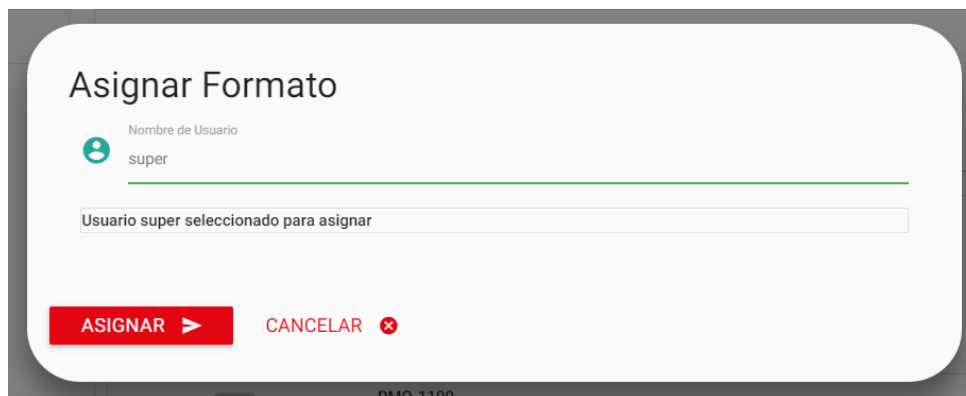 Asignar Formato
Nombre de Usuario
super
Usuario super seleccionado para asignar
ASIGNAR CANCELAR